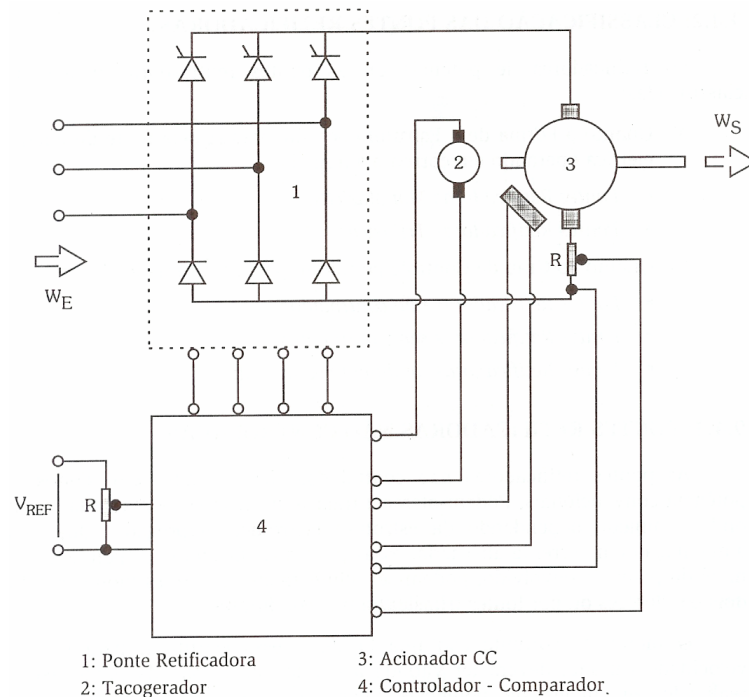 W_S
2
3
1
W_E
R
V_REF
R
4
1: Ponte Retificadora
3: Acionador CC
2: Tacogerador
4: Controlador - Comparador.